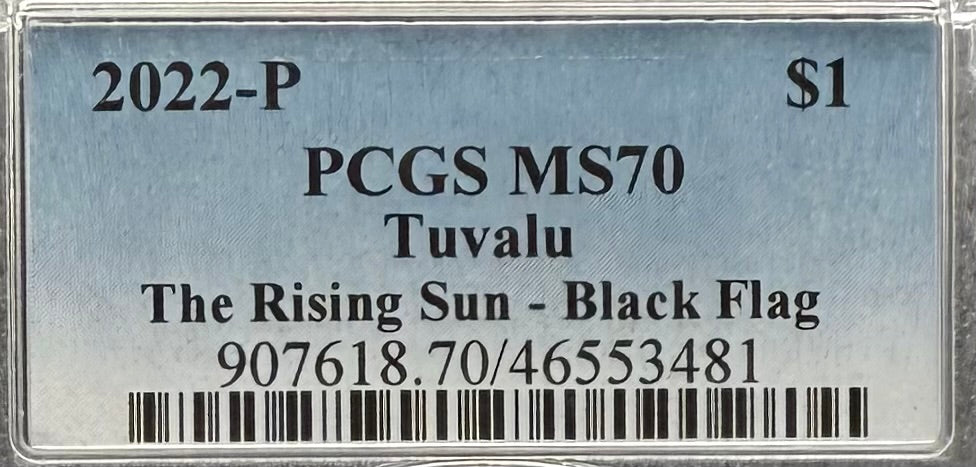 2022-P $1
PCGS MS70
Tuvalu
The Rising Sun - Black Flag
907618.70/46553481